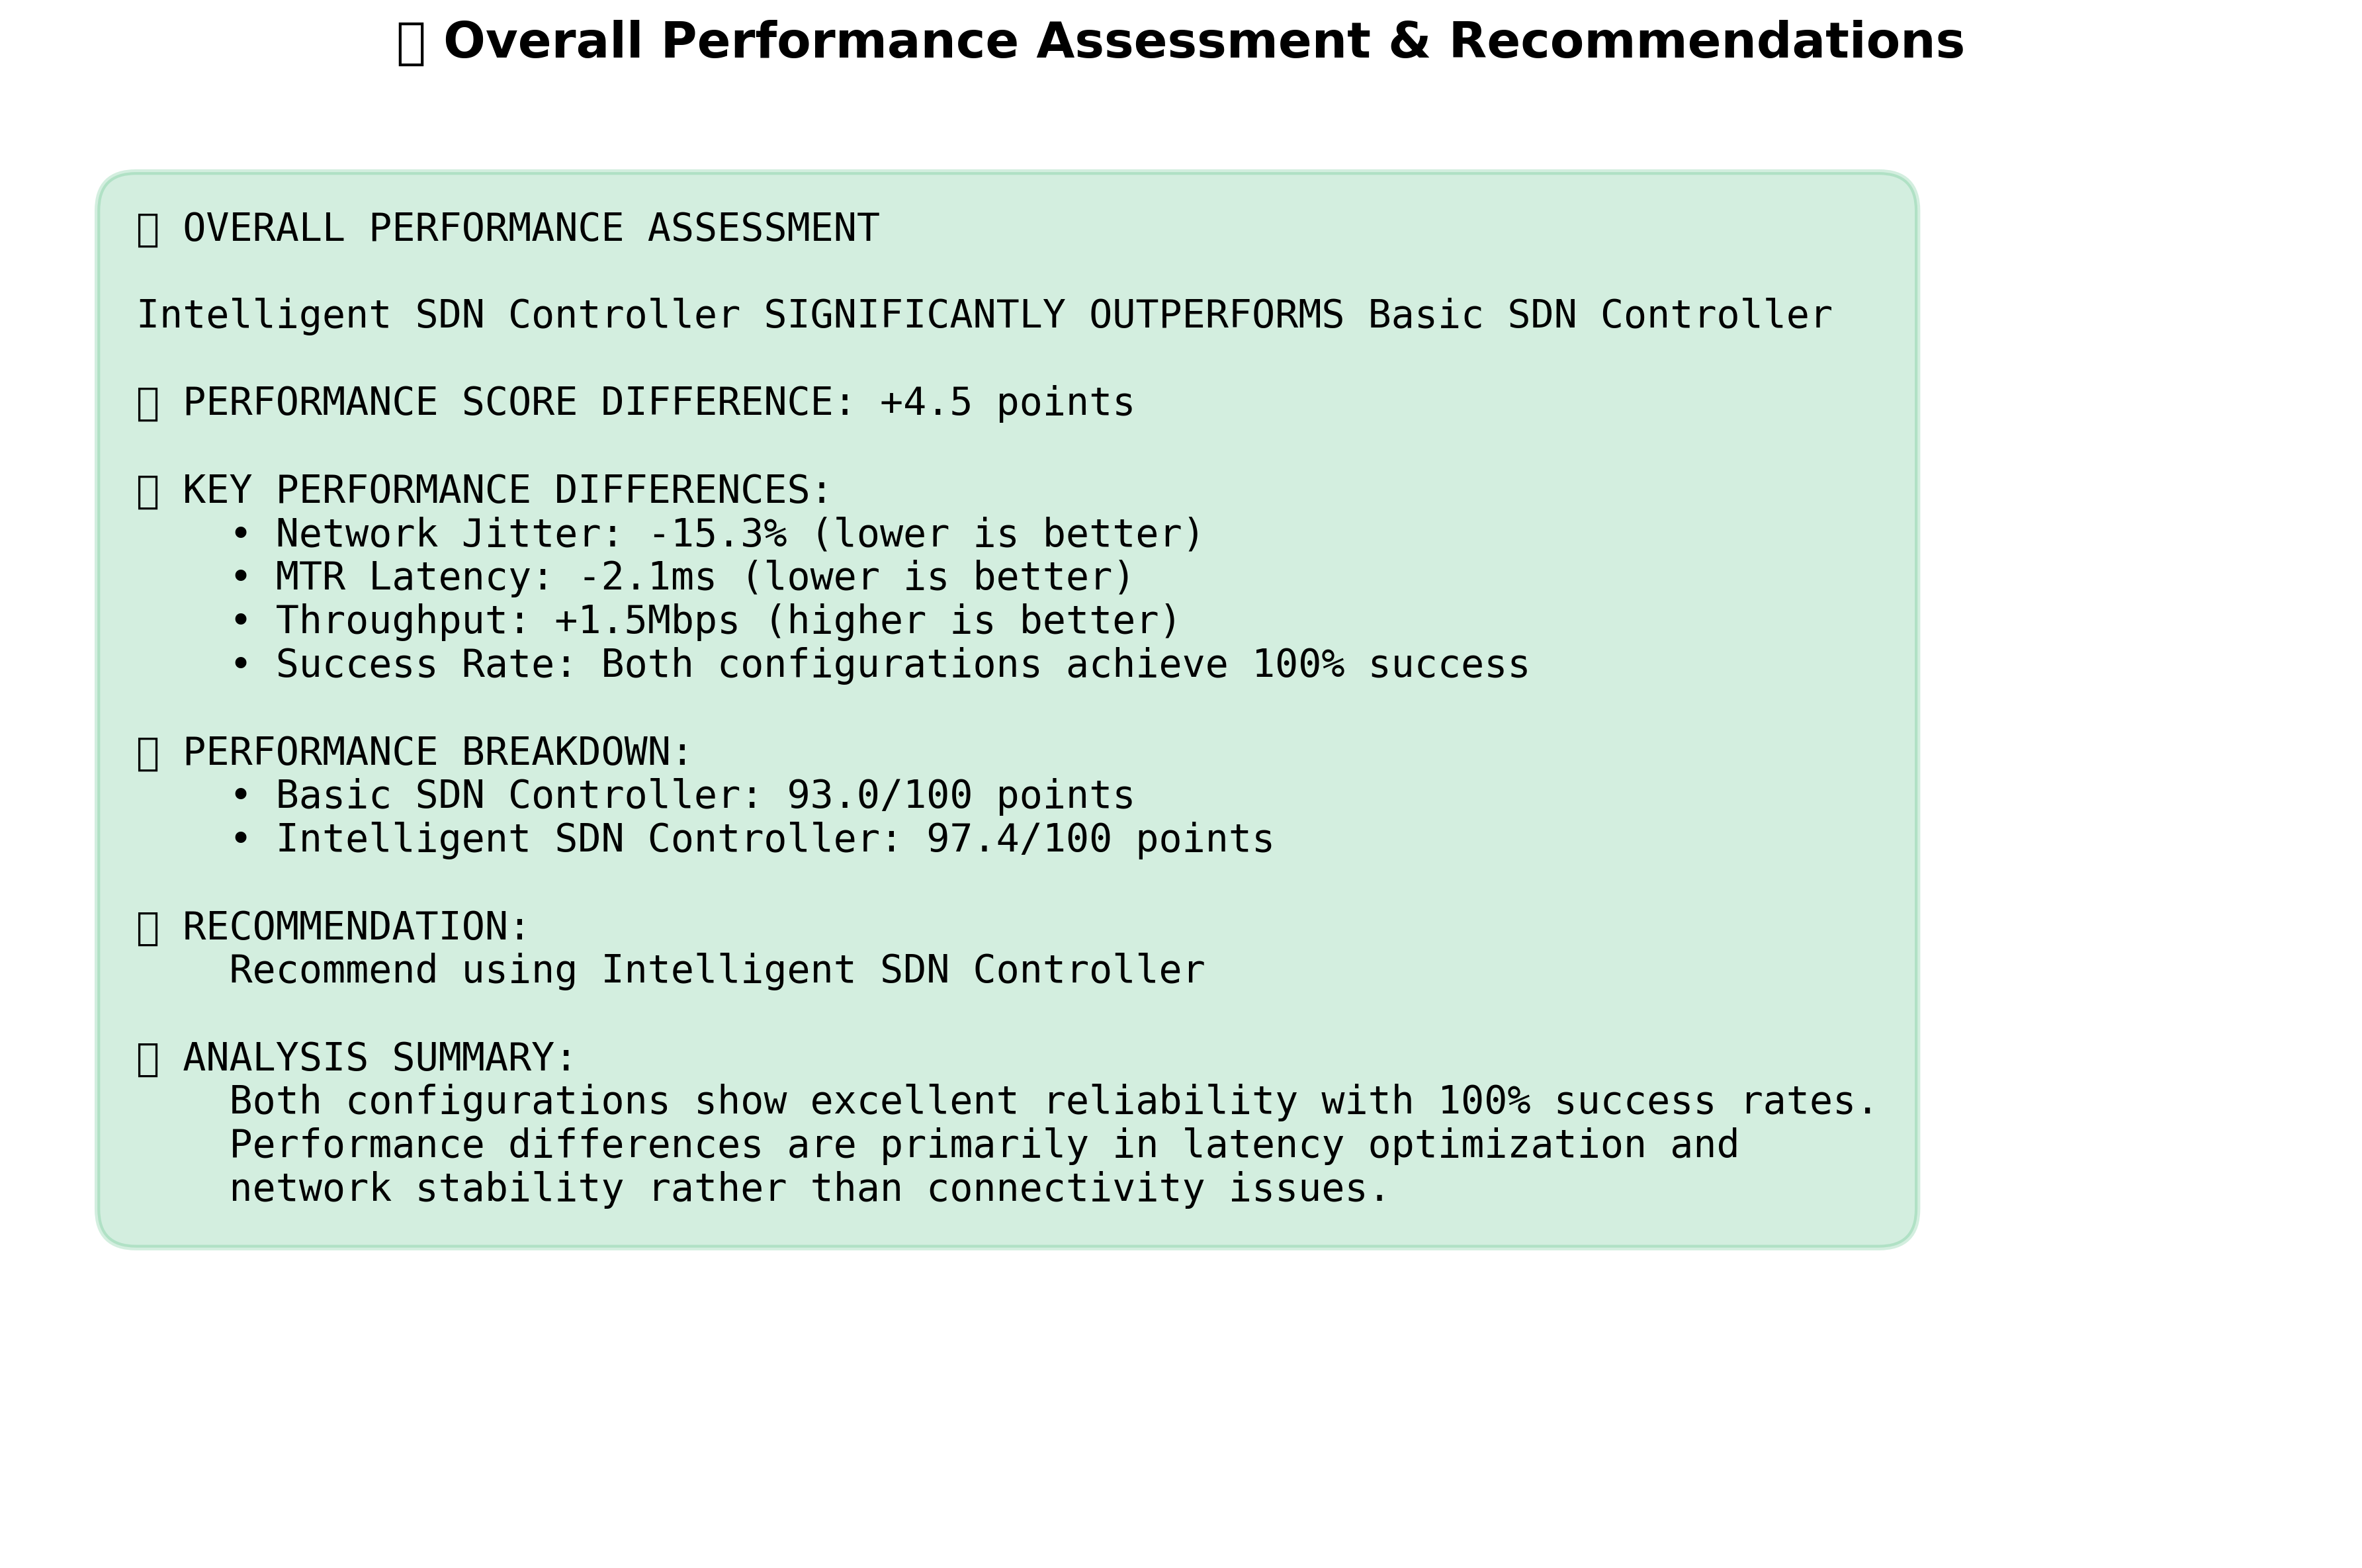 Overall Performance Assessment & Recommendations
OVERALL PERFORMANCE ASSESSMENT
Intelligent SDN Controller SIGNIFICANTLY OUTPERFORMS Basic SDN Controller
PERFORMANCE SCORE DIFFERENCE: +4.5 points
KEY PERFORMANCE DIFFERENCES:
• Network Jitter: -15.3% (lower is better)
• MTR Latency: -2.1ms (lower is better)
• Throughput: +1.5Mbps (higher is better)
• Success Rate: Both configurations achieve 100% success
PERFORMANCE BREAKDOWN:
• Basic SDN Controller: 93.0/100 points
• Intelligent SDN Controller: 97.4/100 points
RECOMMENDATION:
Recommend using Intelligent SDN Controller
ANALYSIS SUMMARY:
Both configurations show excellent reliability with 100% success rates.
Performance differences are primarily in latency optimization and
network stability rather than connectivity issues.